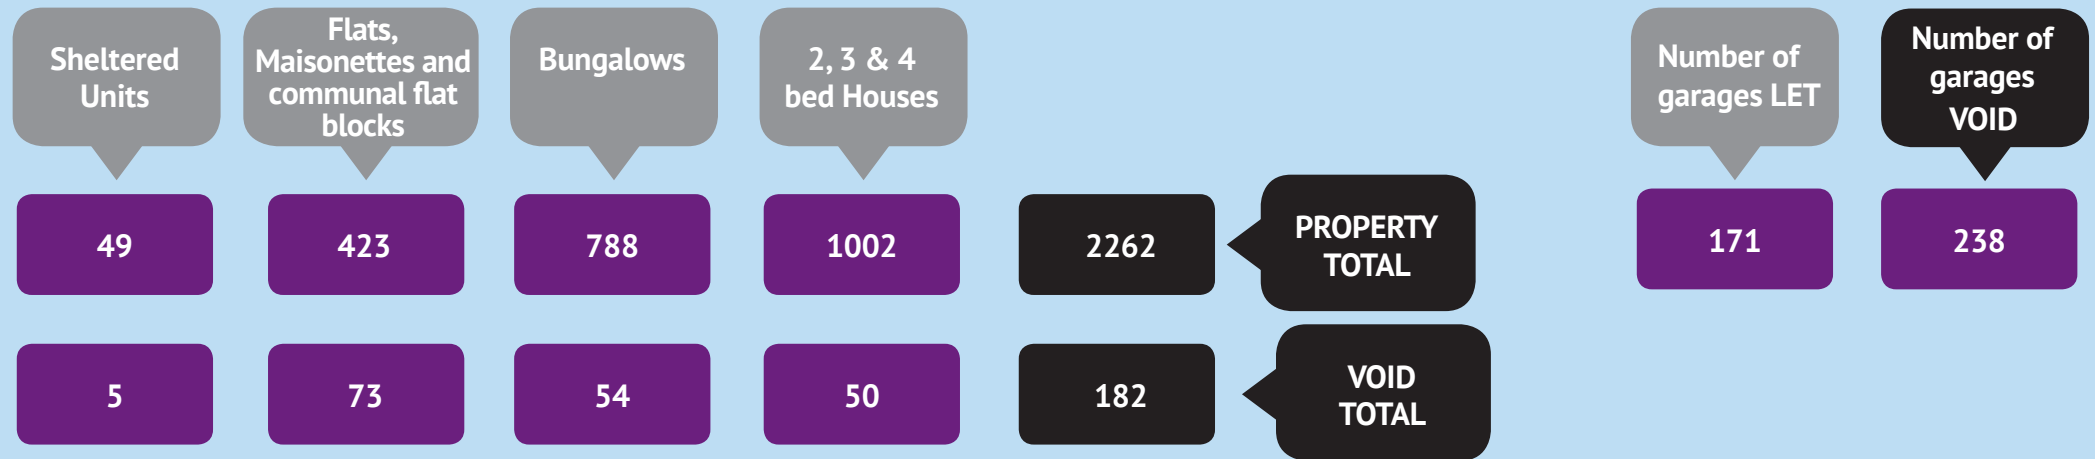 Sheltered
Units
Flats,
Maisonettes and
communal flat
blocks
Bungalows
2, 3 & 4
bed Houses
Number of
garages LET
Number of
garages
VOID
49
423
788
1002
2262
PROPERTY
TOTAL
171
238
5
73
54
50
182
VOID
TOTAL